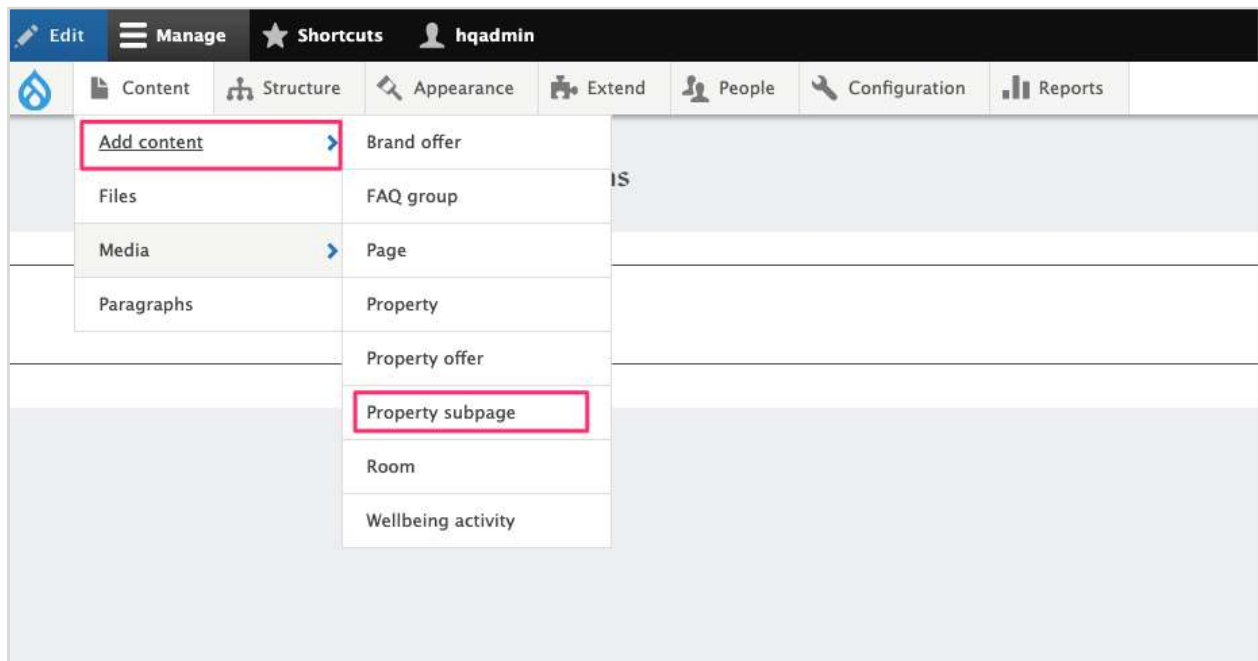 Edit Manage Shortcuts hqadmin
Content Structure Appearance Extend People Configuration Reports
Add content Brand offer
Files FAQ group
Media Page
Paragraphs Property
Property offer
Property subpage
Room
Wellbeing activity